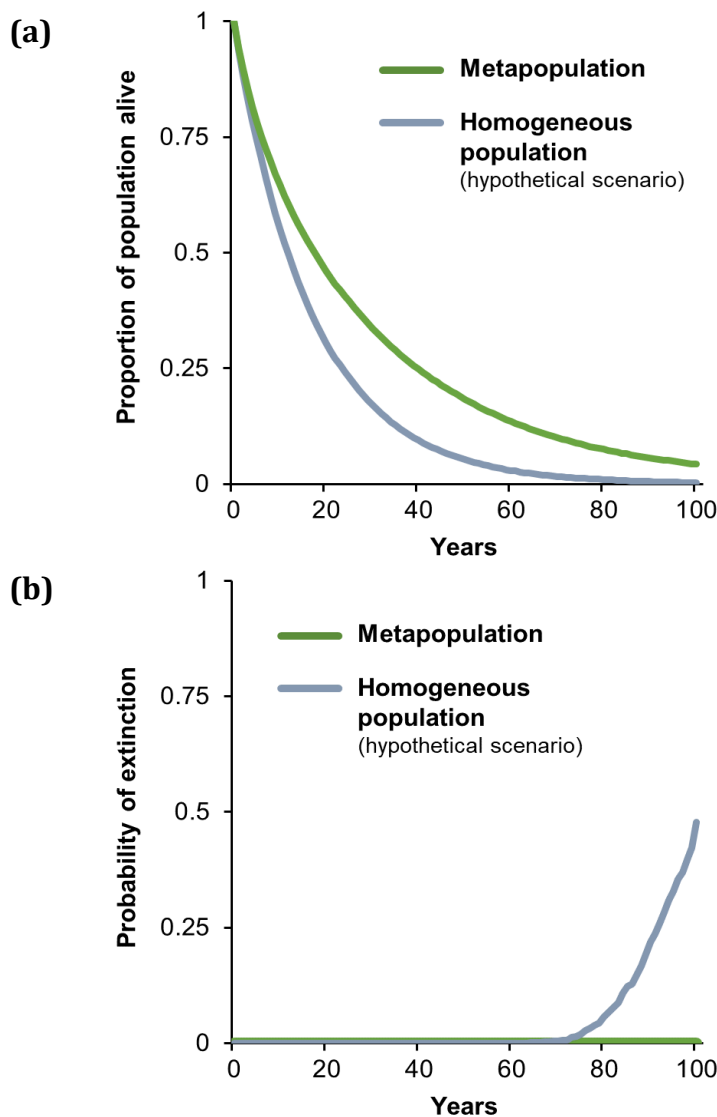 (a)
1
0.75
0.5
0.25
0
Proportion of population alive
Metapopulation
Homogeneous
population
(hypothetical scenario)
0 20 40 60 80 100
Years
(b)
1
0.75
0.5
0.25
0
Probability of extinction
Metapopulation
Homogeneous
population
(hypothetical scenario)
0 20 40 60 80 100
Years